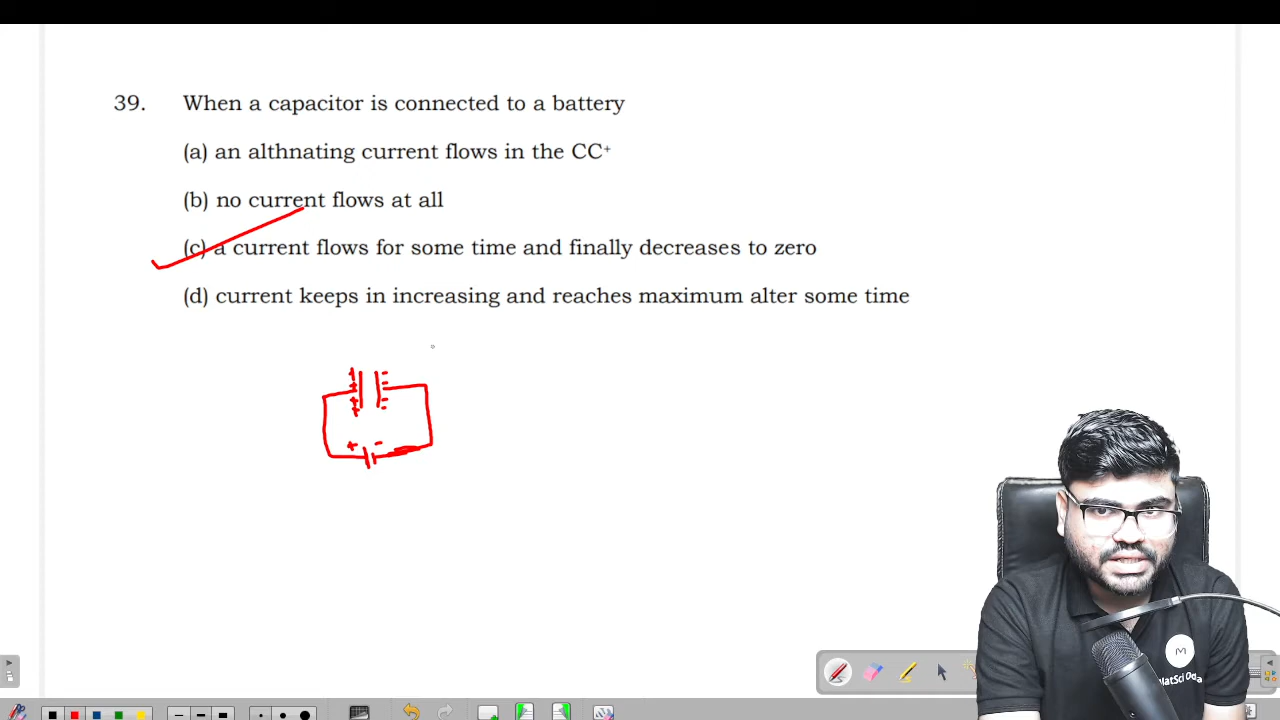 39. When a capacitor is connected to a battery
(a) an althnating current flows in the CC⁺
(b) no current flows at all
(c) a current flows for some time and finally decreases to zero
(d) current keeps in increasing and reaches maximum alter some time
+ -
+ -
+ -
+ -
+ -
M